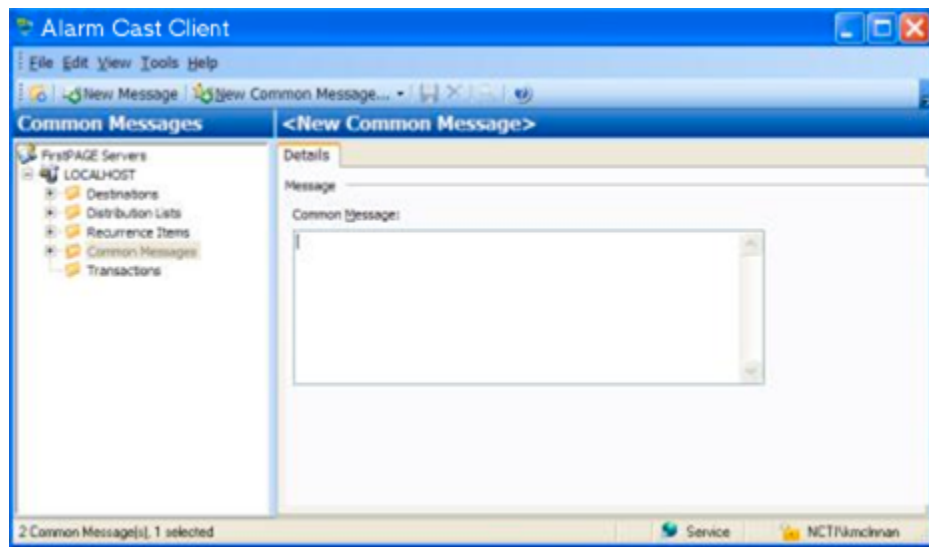 Alarm Cast Client
File Edit View Tools Help
New Message New Common Message...
Common Messages
<New Common Message>
FirstPAGE Servers
LOCALHOST
Destinations
Distribution Lists
Recurrence Items
Common Messages
Transactions
Details
Message
Common Message:
2 Common Message(s), 1 selected
Service